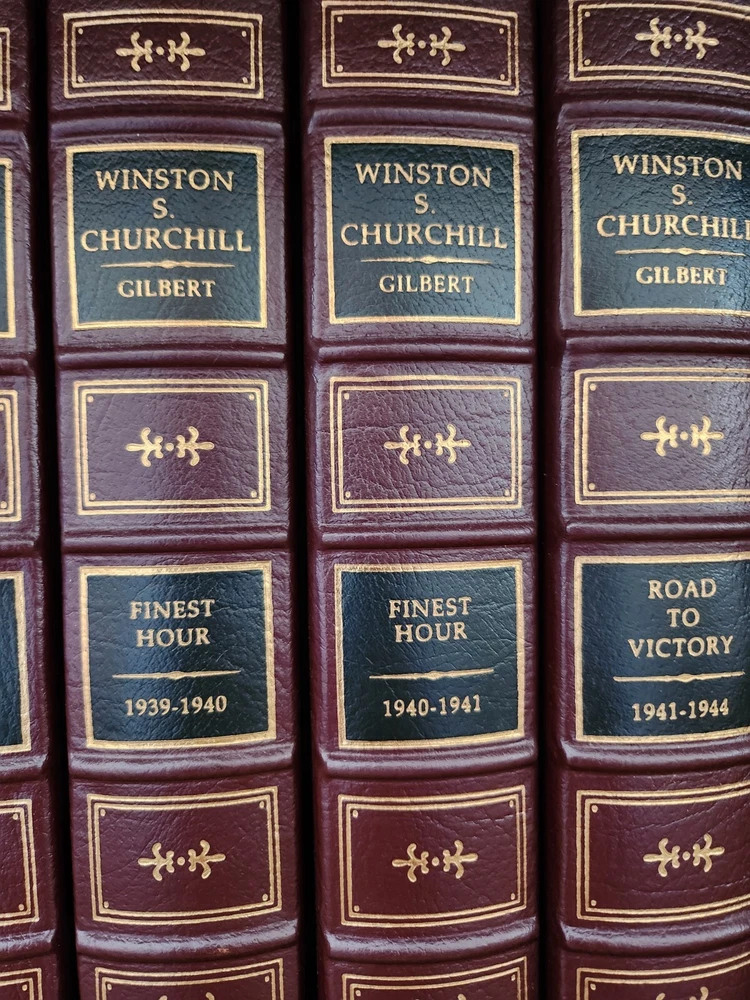 WINSTON
S.
CHURCHILL
GILBERT
FINEST
HOUR
1939-1940
WINSTON
S.
CHURCHILL
GILBERT
FINEST
HOUR
1940-1941
WINSTON
S.
CHURCHILL
GILBERT
ROAD
TO
VICTORY
1941-1944